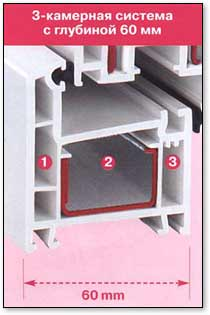 3-камерная система
с глубиной 60 мм
1 2 3
60 mm